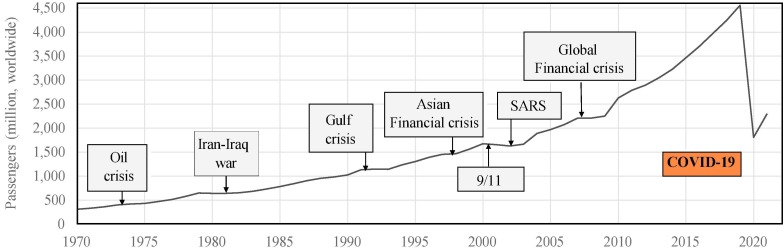 Passengers (million, worldwide)
4,500
4,000
3,500
3,000
2,500
2,000
1,500
1,000
500
0
Oil
crisis
Iran-Iraq
war
Gulf
crisis
Asian
Financial crisis
9/11
SARS
Global
Financial crisis
COVID-19
1970 1975 1980 1985 1990 1995 2000 2005 2010 2015 2020